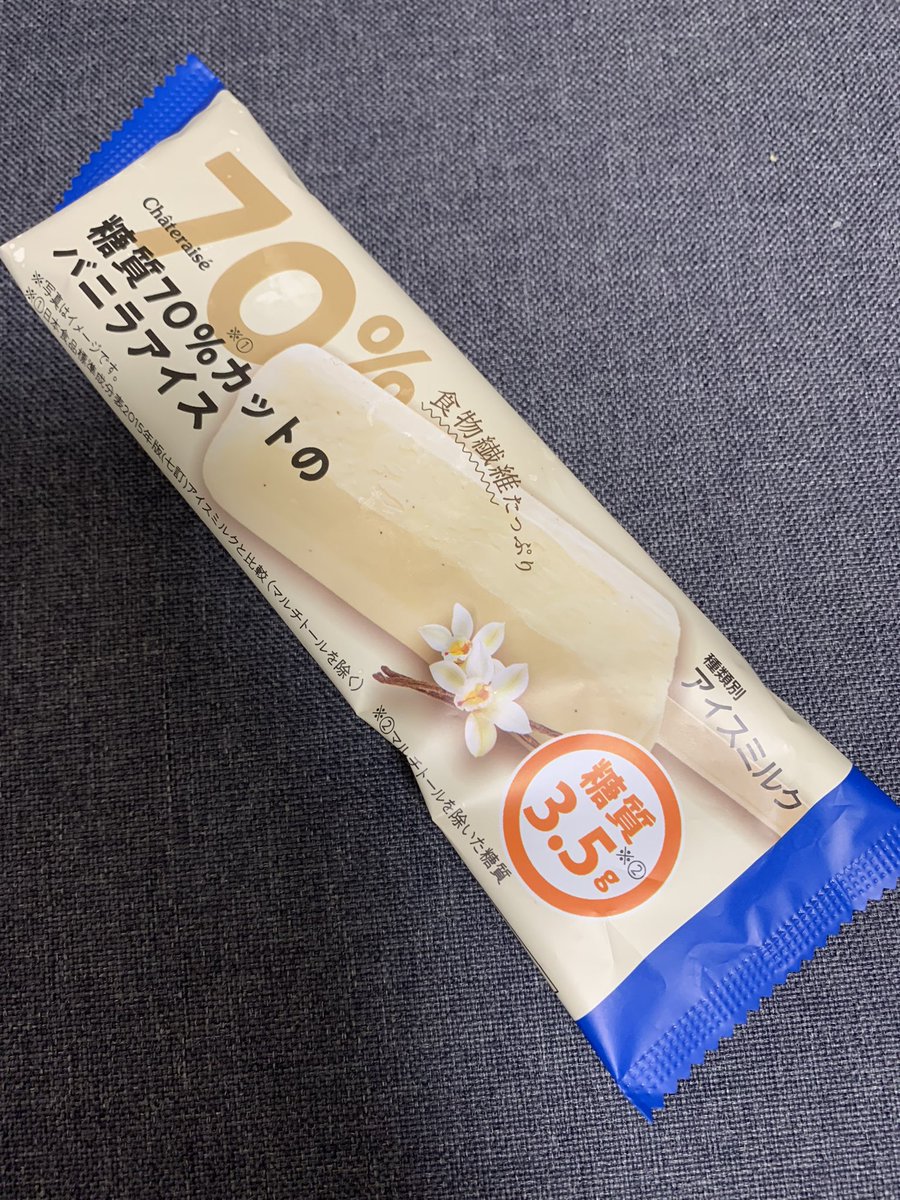 70%
Châteraisé
糖質70%カットの
※①
バニラアイス
※写真はイメージです。
※①日本食品標準成分表2015年版(七訂)アイスミルクと比較(マルチトールを除く)
食物繊維たっぷり
種類別
アイスミルク
糖質
3.5g
※②
※②マルチトールを除いた糖質